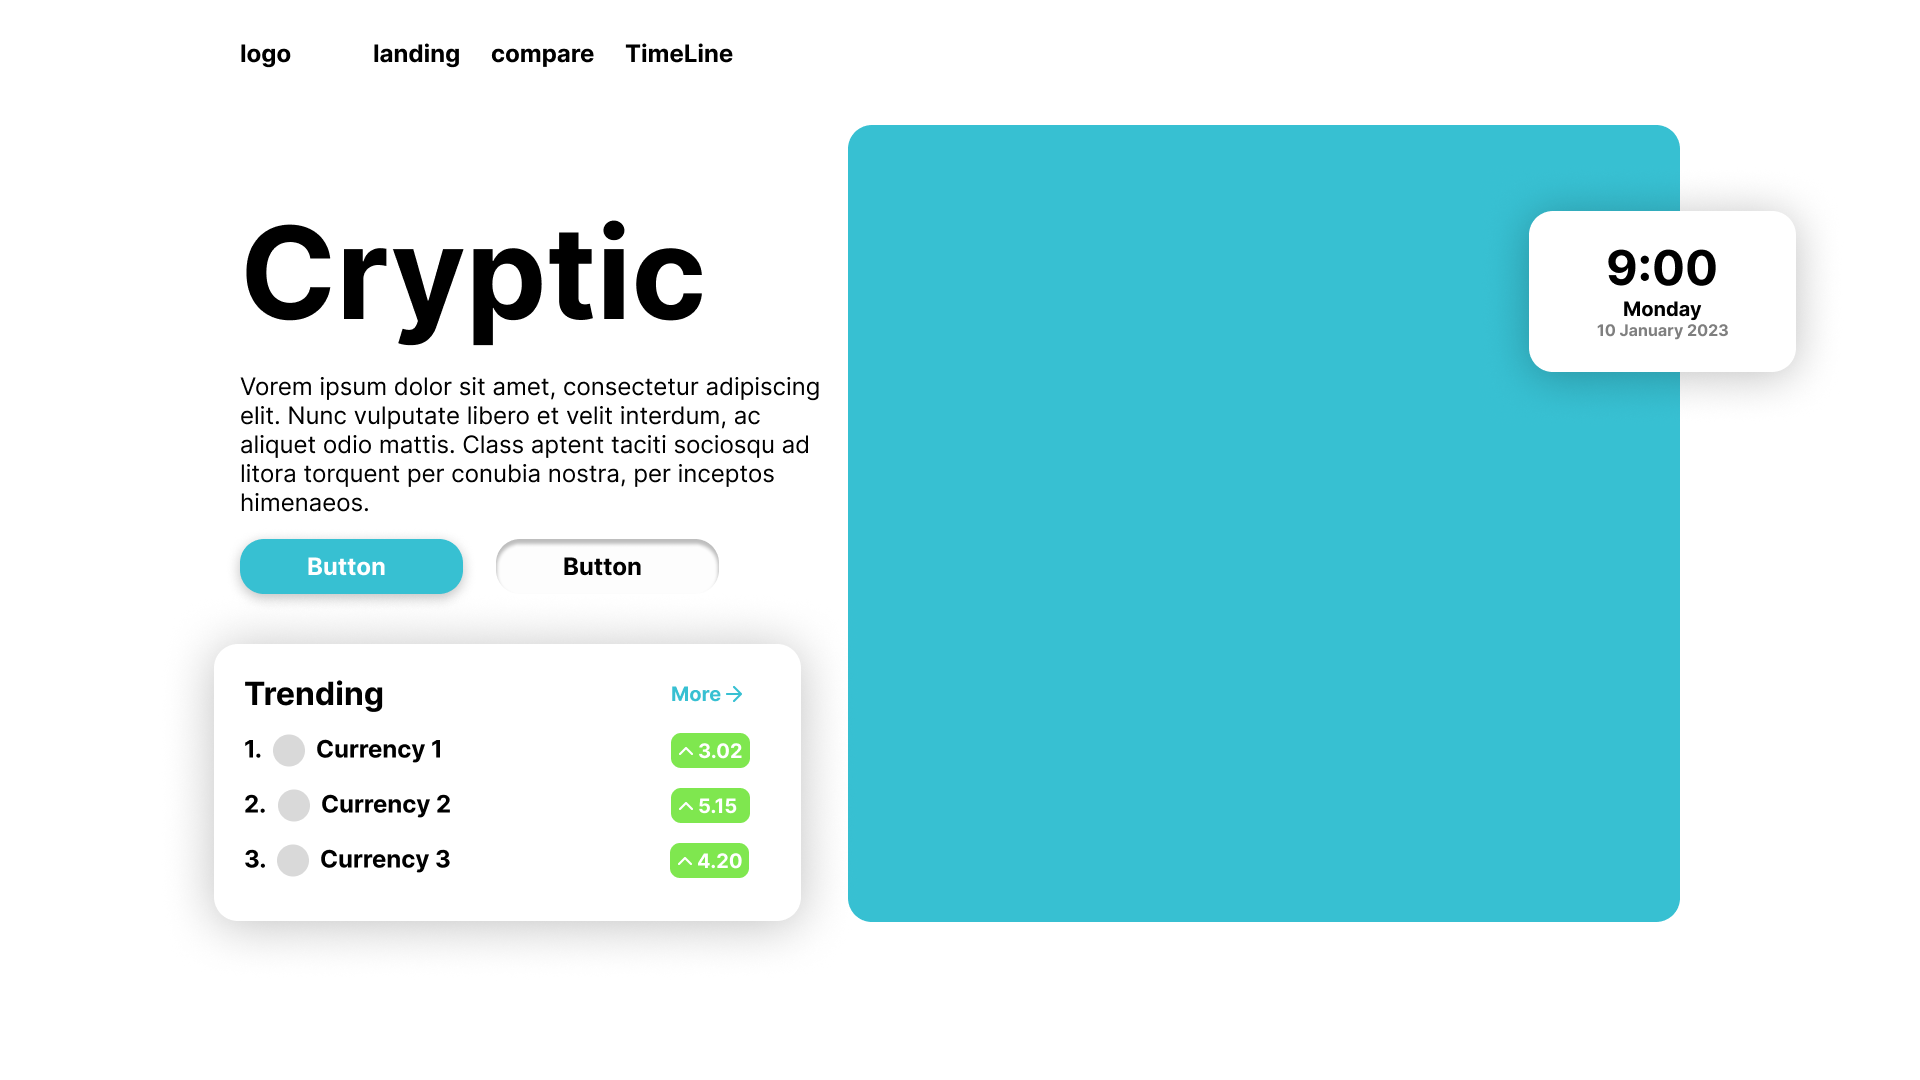 logo landing compare TimeLine
Cryptic
Vorem ipsum dolor sit amet, consectetur adipiscing
elit. Nunc vulputate libero et velit interdum, ac
aliquet odio mattis. Class aptent taciti sociosqu ad
litora torquent per conubia nostra, per inceptos
himenaeos.
Button Button
Trending More
1. Currency 1 3.02
2. Currency 2 5.15
3. Currency 3 4.20
9:00
Monday
10 January 2023